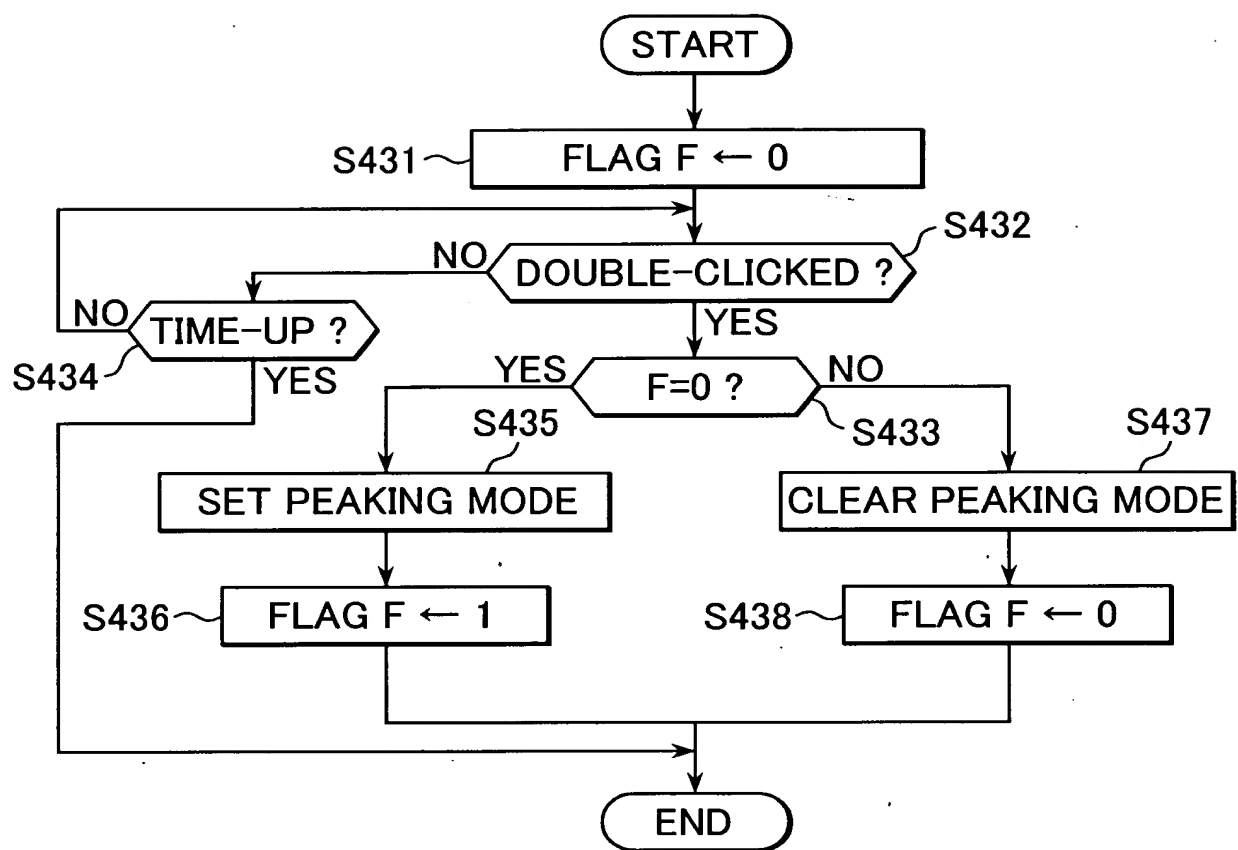 START
S431
FLAG F ← 0
S432
NO
DOUBLE-CLICKED ?
NO
TIME-UP ?
YES
S434
YES
YES
F=0 ?
NO
S433
S435
S437
SET PEAKING MODE
CLEAR PEAKING MODE
S436
FLAG F ← 1
S438
FLAG F ← 0
END